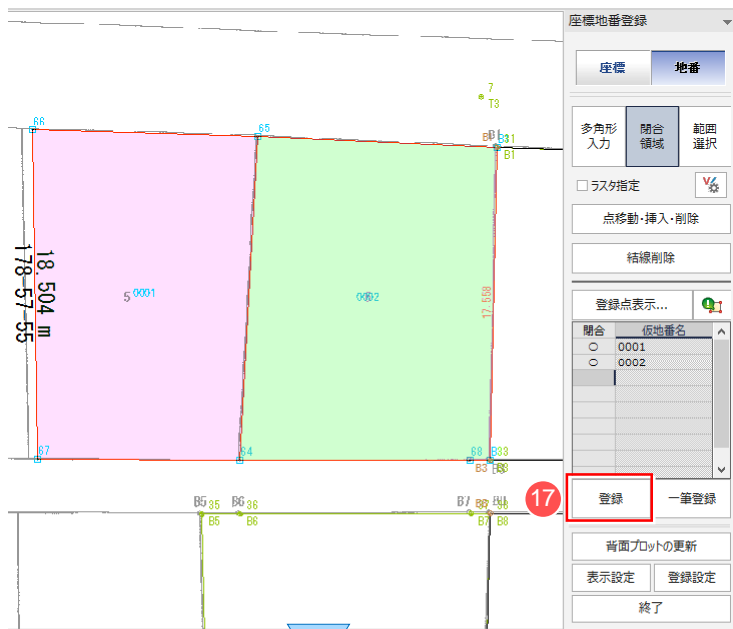 座標地番登録
座標 地番
7
T3
66
65
B1
B1
多角形入力
閉合領域
範囲選択
ラスタ指定
点移動・挿入・削除
結線削除
18.504 m
178-57-55
5 0001
0002
17.558
登録点表示...
閉合 仮地番名
○ 0001
○ 0002
67
64
68
B3
17
登録 一筆登録
B5 35
B6 36
B7
B5
B6
B7 B8
背面プロットの更新
表示設定 登録設定
終了